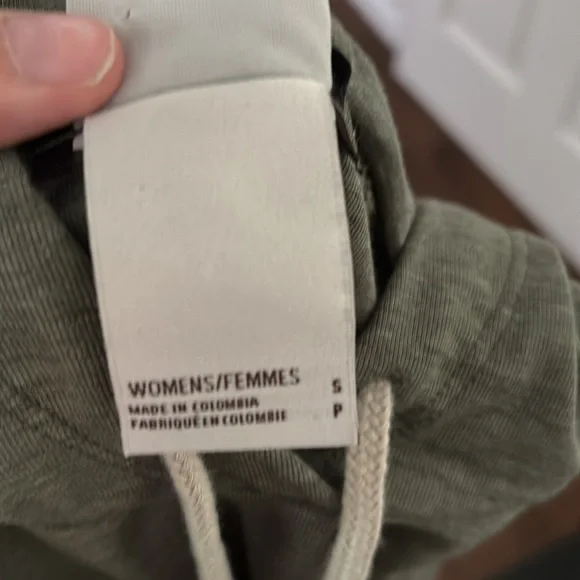 WOMENS/FEMMES S
MADE IN COLOMBIA P
FABRIQUÉ EN COLOMBIE